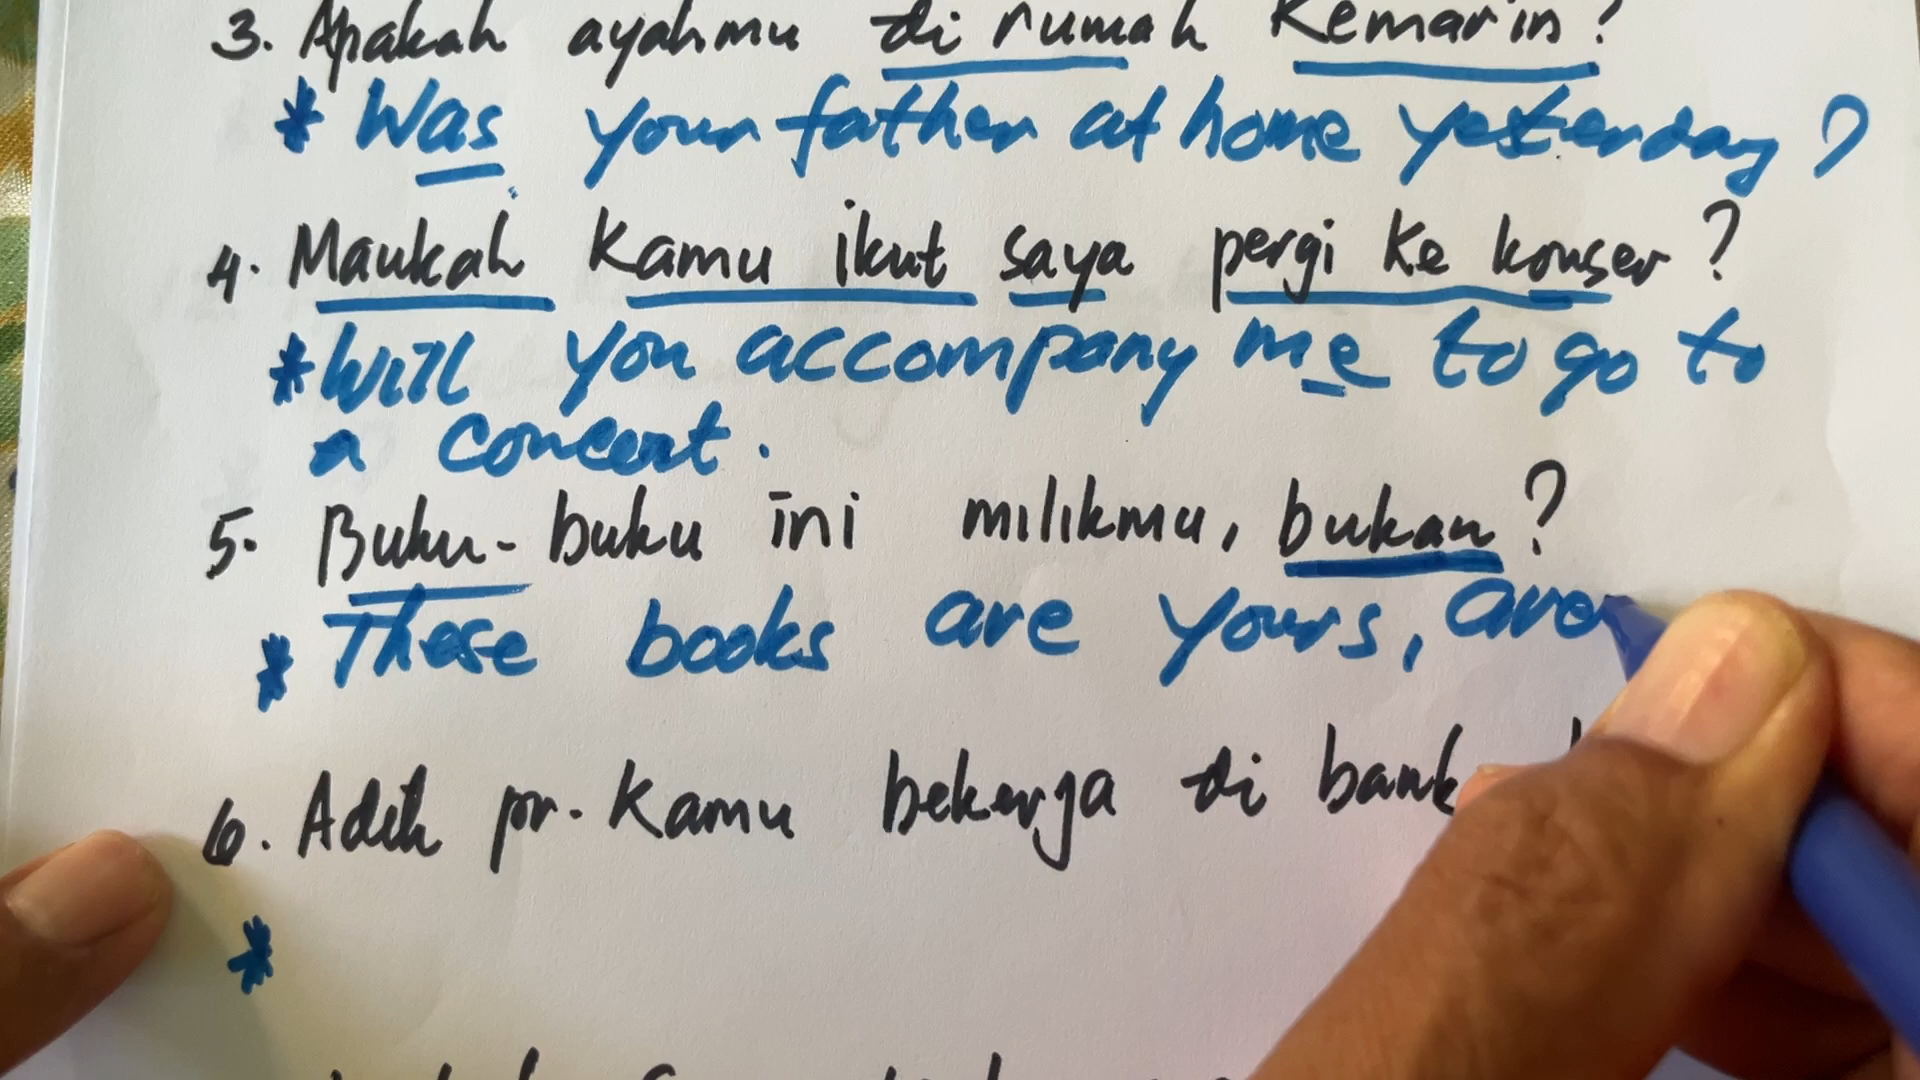 3. Apakah ayahmu di rumah kemarin?
* Was your father at home yesterday?
4. Maukah kamu ikut saya pergi ke konser?
* Will you accompany me to go to
a concert.
5. Buku-buku ini milikmu, bukan?
* These books are yours, are
6. Adik pr. kamu bekerja di bank
*